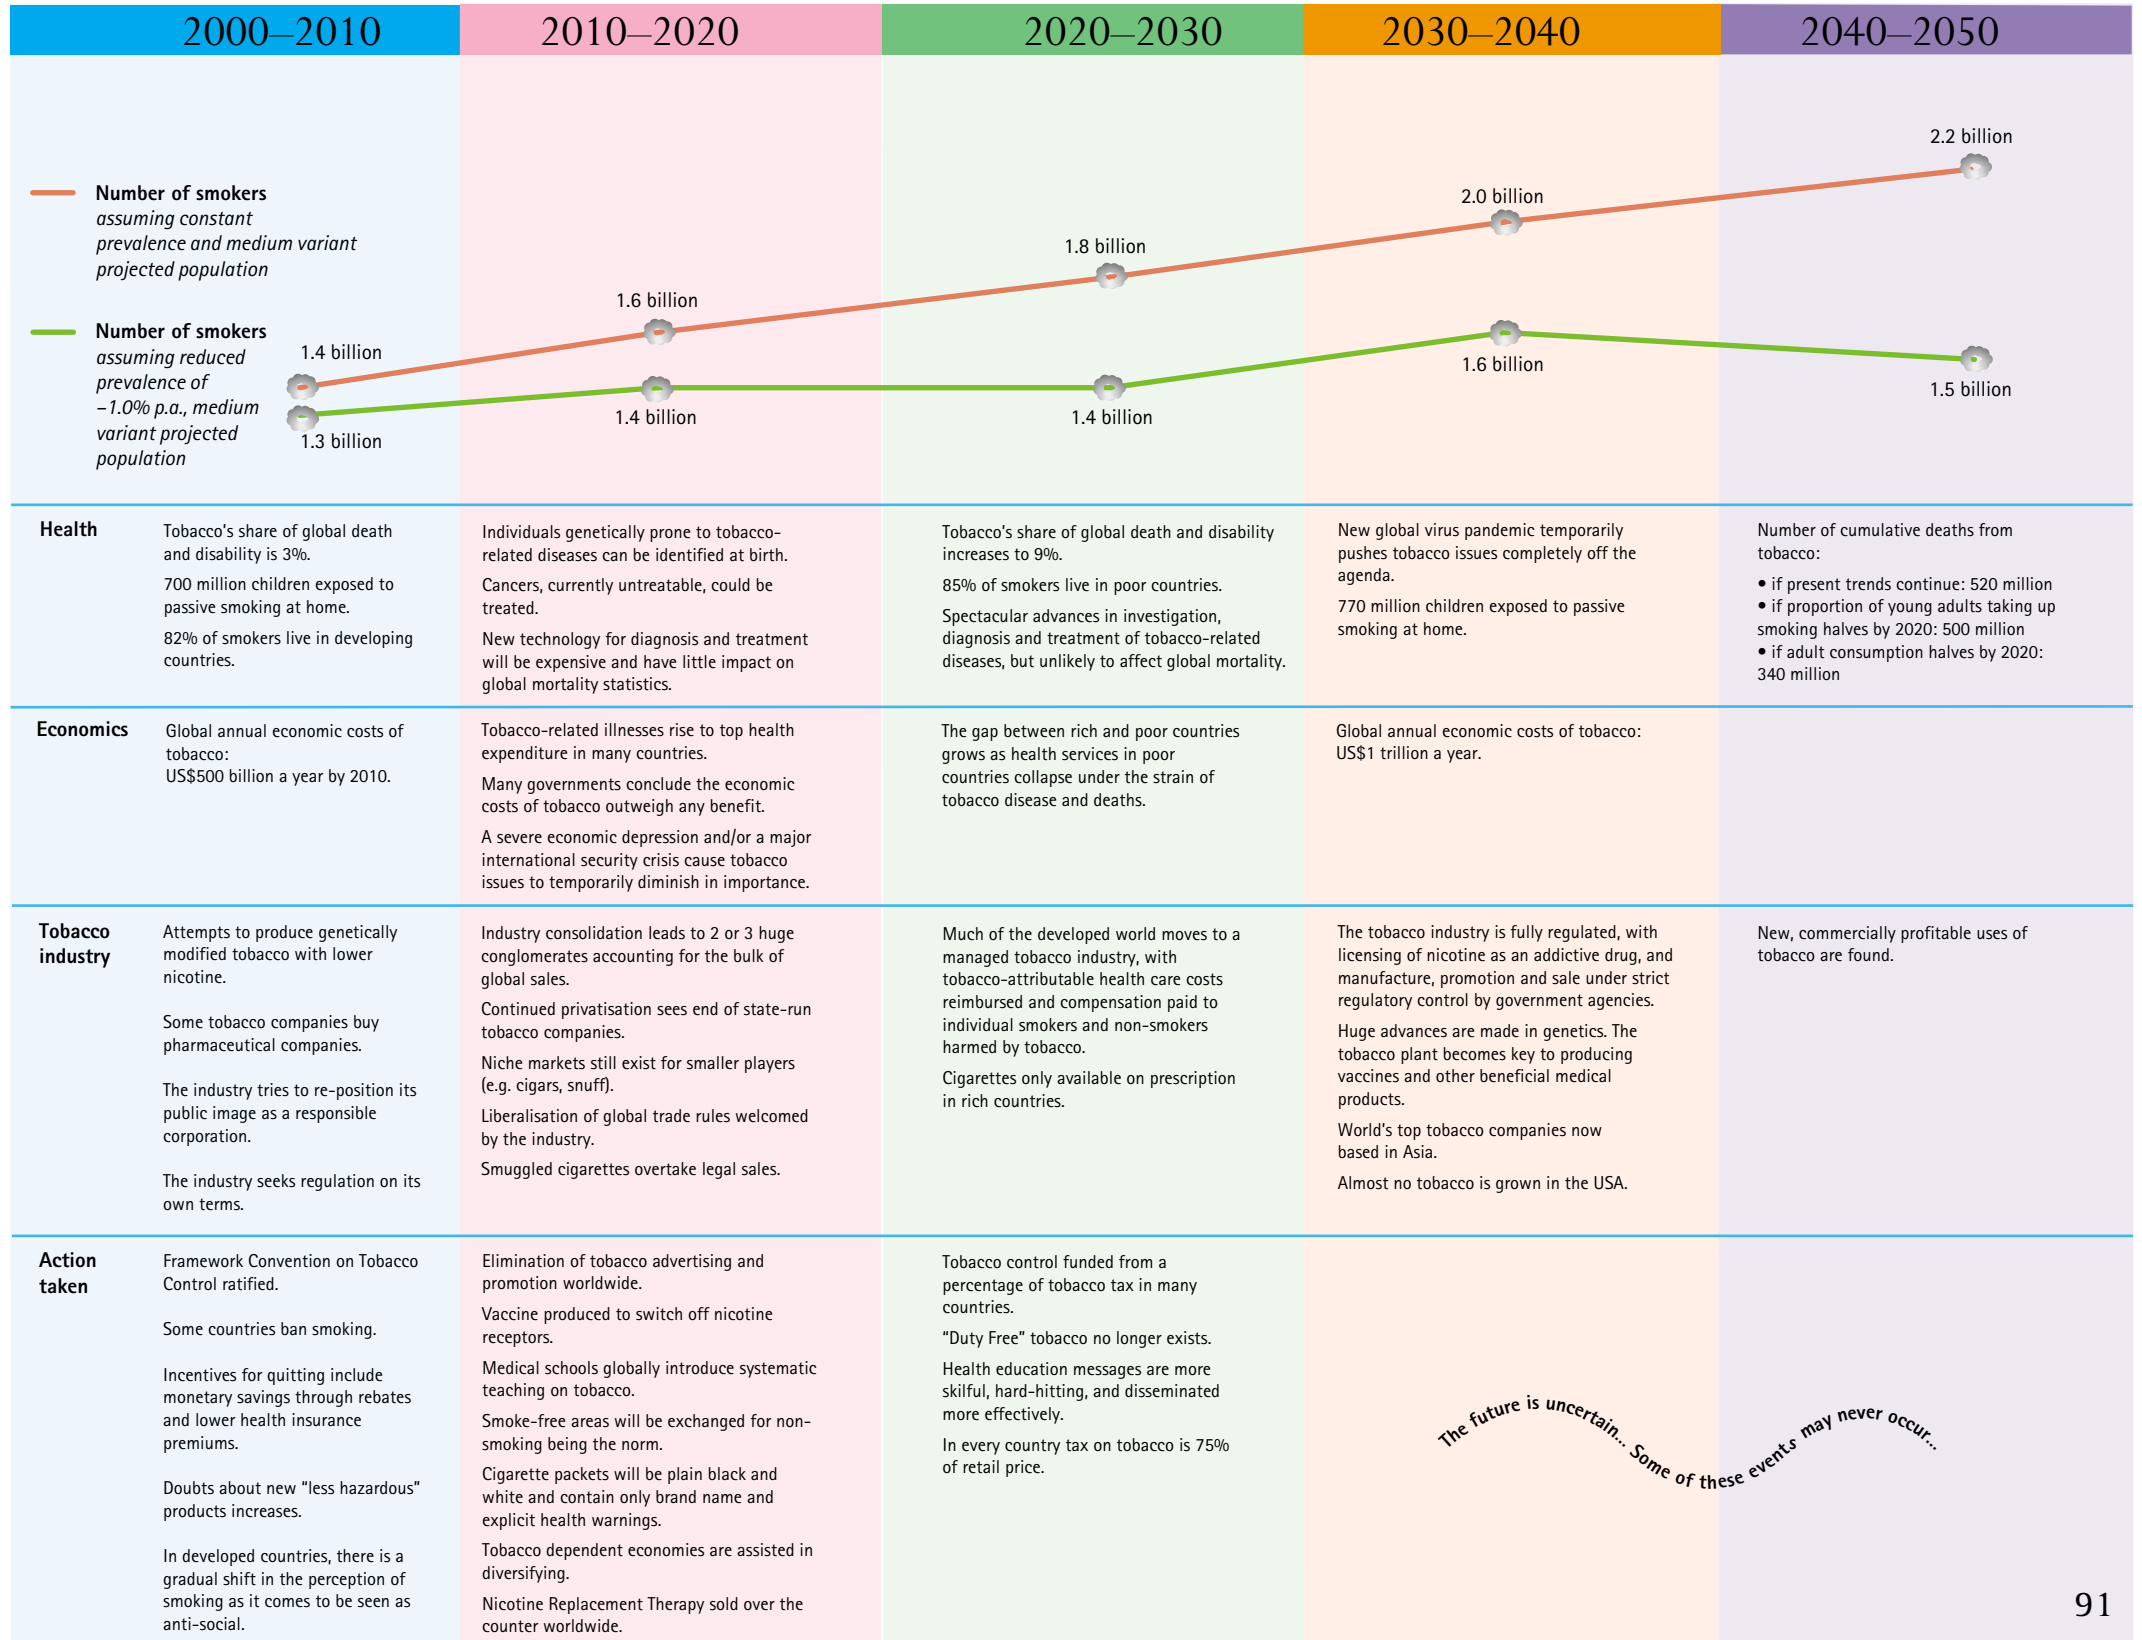 2000–2010
2010–2020
2020–2030
2030–2040
2040–2050
Number of smokers
assuming constant
prevalence and medium variant
projected population
Number of smokers
assuming reduced
prevalence of
–1.0% p.a., medium
variant projected
population
1.4 billion
1.6 billion
1.8 billion
2.0 billion
2.2 billion
1.3 billion
1.4 billion
1.4 billion
1.6 billion
1.5 billion
Health
Tobacco's share of global death
and disability is 3%.
700 million children exposed to
passive smoking at home.
82% of smokers live in developing
countries.
Individuals genetically prone to tobacco-
related diseases can be identified at birth.
Cancers, currently untreatable, could be
treated.
New technology for diagnosis and treatment
will be expensive and have little impact on
global mortality statistics.
Tobacco's share of global death and disability
increases to 9%.
85% of smokers live in poor countries.
Spectacular advances in investigation,
diagnosis and treatment of tobacco-related
diseases, but unlikely to affect global mortality.
New global virus pandemic temporarily
pushes tobacco issues completely off the
agenda.
770 million children exposed to passive
smoking at home.
Number of cumulative deaths from
tobacco:
• if present trends continue: 520 million
• if proportion of young adults taking up
smoking halves by 2020: 500 million
• if adult consumption halves by 2020:
340 million
Economics
Global annual economic costs of
tobacco:
US$500 billion a year by 2010.
Tobacco-related illnesses rise to top health
expenditure in many countries.
Many governments conclude the economic
costs of tobacco outweigh any benefit.
A severe economic depression and/or a major
international security crisis cause tobacco
issues to temporarily diminish in importance.
The gap between rich and poor countries
grows as health services in poor
countries collapse under the strain of
tobacco disease and deaths.
Global annual economic costs of tobacco:
US$1 trillion a year.
Tobacco
industry
Attempts to produce genetically
modified tobacco with lower
nicotine.
Some tobacco companies buy
pharmaceutical companies.
The industry tries to re-position its
public image as a responsible
corporation.
The industry seeks regulation on its
own terms.
Industry consolidation leads to 2 or 3 huge
conglomerates accounting for the bulk of
global sales.
Continued privatisation sees end of state-run
tobacco companies.
Niche markets still exist for smaller players
(e.g. cigars, snuff).
Liberalisation of global trade rules welcomed
by the industry.
Smuggled cigarettes overtake legal sales.
Much of the developed world moves to a
managed tobacco industry, with
tobacco-attributable health care costs
reimbursed and compensation paid to
individual smokers and non-smokers
harmed by tobacco.
Cigarettes only available on prescription
in rich countries.
The tobacco industry is fully regulated, with
licensing of nicotine as an addictive drug, and
manufacture, promotion and sale under strict
regulatory control by government agencies.
Huge advances are made in genetics. The
tobacco plant becomes key to producing
vaccines and other beneficial medical
products.
World's top tobacco companies now
based in Asia.
Almost no tobacco is grown in the USA.
New, commercially profitable uses of
tobacco are found.
Action
taken
Framework Convention on Tobacco
Control ratified.
Some countries ban smoking.
Incentives for quitting include
monetary savings through rebates
and lower health insurance
premiums.
Doubts about new “less hazardous”
products increases.
In developed countries, there is a
gradual shift in the perception of
smoking as it comes to be seen as
anti-social.
Elimination of tobacco advertising and
promotion worldwide.
Vaccine produced to switch off nicotine
receptors.
Medical schools globally introduce systematic
teaching on tobacco.
Smoke-free areas will be exchanged for non-
smoking being the norm.
Cigarette packets will be plain black and
white and contain only brand name and
explicit health warnings.
Tobacco dependent economies are assisted in
diversifying.
Nicotine Replacement Therapy sold over the
counter worldwide.
Tobacco control funded from a
percentage of tobacco tax in many
countries.
“Duty Free” tobacco no longer exists.
Health education messages are more
skilful, hard-hitting, and disseminated
more effectively.
In every country tax on tobacco is 75%
of retail price.
The future is uncertain... Some of these events may never occur...
91